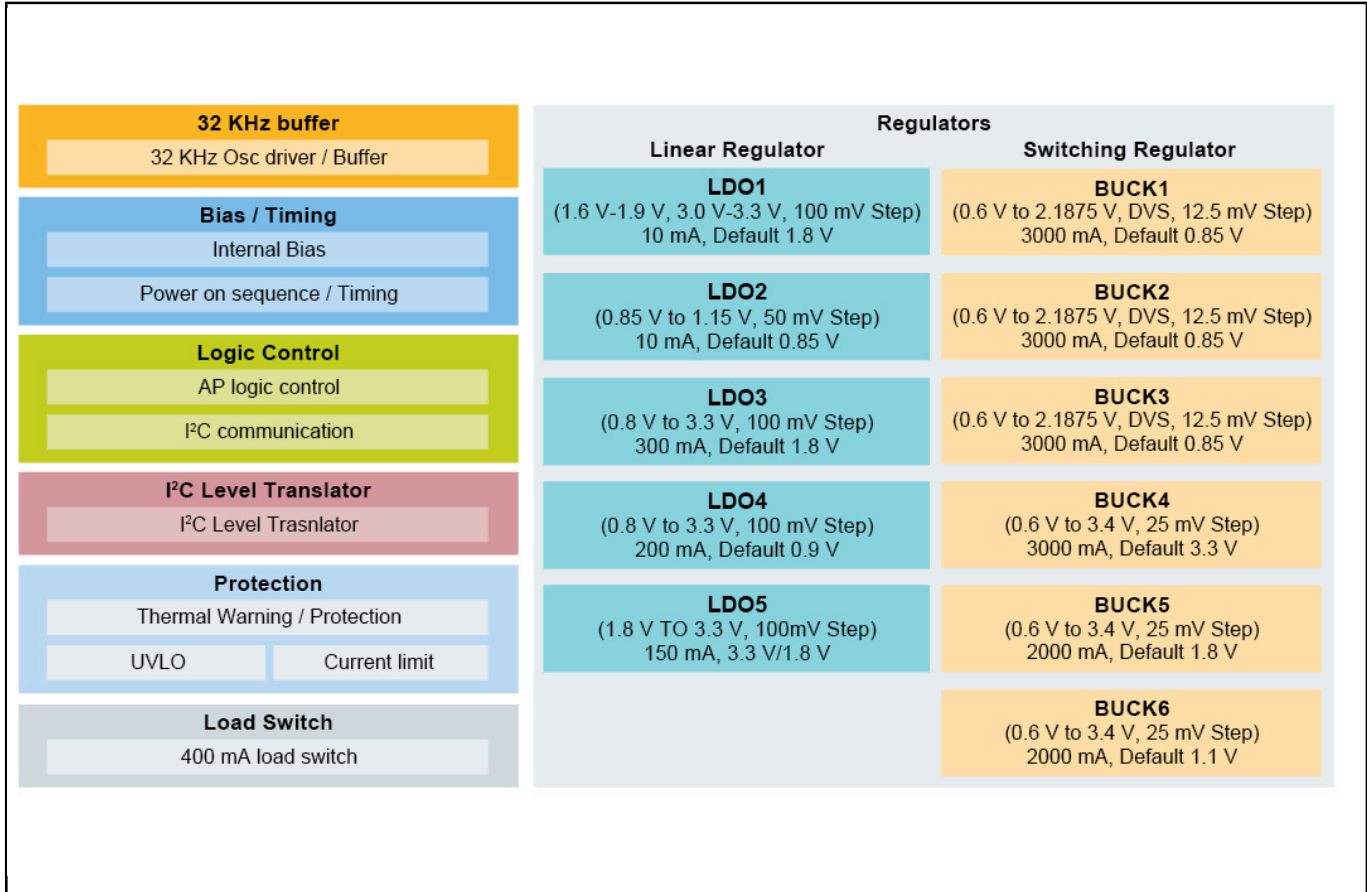 32 KHz buffer
32 KHz Osc driver / Buffer
Bias / Timing
Internal Bias
Power on sequence / Timing
Logic Control
AP logic control
I²C communication
I²C Level Translator
I²C Level Trasnlator
Protection
Thermal Warning / Protection
UVLO
Current limit
Load Switch
400 mA load switch
Regulators
Linear Regulator
LDO1
(1.6 V-1.9 V, 3.0 V-3.3 V, 100 mV Step)
10 mA, Default 1.8 V
LDO2
(0.85 V to 1.15 V, 50 mV Step)
10 mA, Default 0.85 V
LDO3
(0.8 V to 3.3 V, 100 mV Step)
300 mA, Default 1.8 V
LDO4
(0.8 V to 3.3 V, 100 mV Step)
200 mA, Default 0.9 V
LDO5
(1.8 V TO 3.3 V, 100mV Step)
150 mA, 3.3 V/1.8 V
Switching Regulator
BUCK1
(0.6 V to 2.1875 V, DVS, 12.5 mV Step)
3000 mA, Default 0.85 V
BUCK2
(0.6 V to 2.1875 V, DVS, 12.5 mV Step)
3000 mA, Default 0.85 V
BUCK3
(0.6 V to 2.1875 V, DVS, 12.5 mV Step)
3000 mA, Default 0.85 V
BUCK4
(0.6 V to 3.4 V, 25 mV Step)
3000 mA, Default 3.3 V
BUCK5
(0.6 V to 3.4 V, 25 mV Step)
2000 mA, Default 1.8 V
BUCK6
(0.6 V to 3.4 V, 25 mV Step)
2000 mA, Default 1.1 V